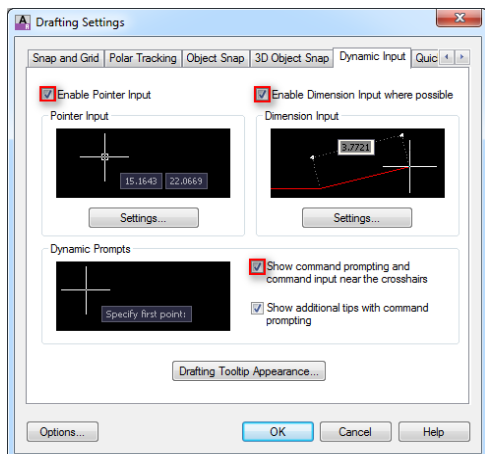 Drafting Settings
Snap and Grid Polar Tracking Object Snap 3D Object Snap Dynamic Input Quic
Enable Pointer Input
Enable Dimension Input where possible
Pointer Input
Dimension Input
3.7721
15.1643 22.0669
Settings...
Settings...
Dynamic Prompts
Show command prompting and
command input near the crosshairs
Specify first point:
Show additional tips with command
prompting
Drafting Tooltip Appearance...
Options...
OK
Cancel
Help